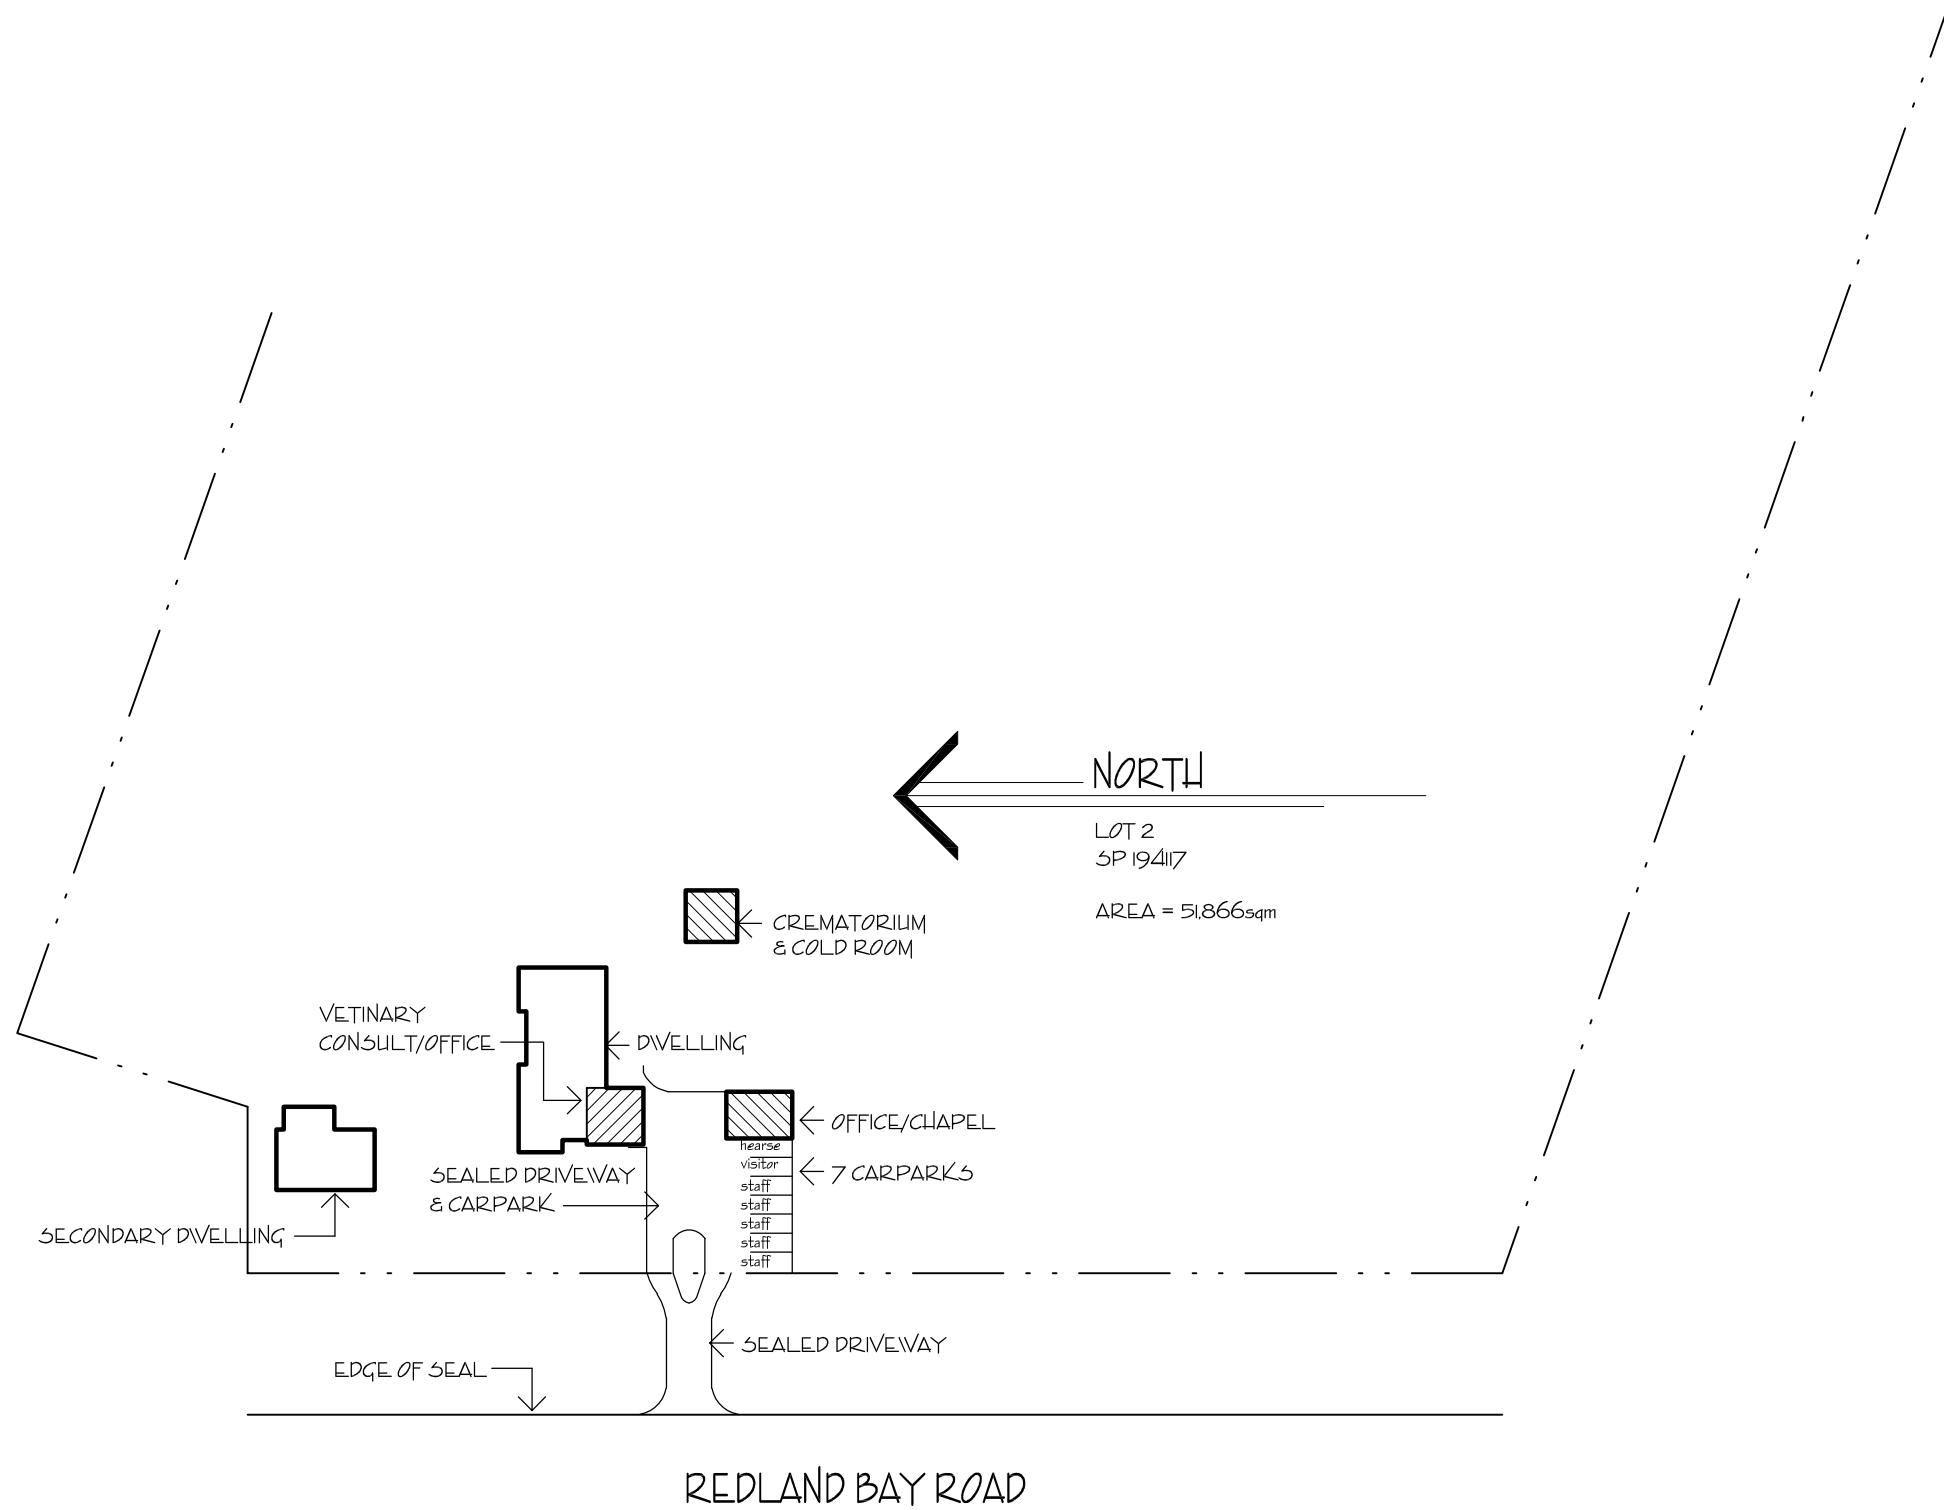 NORTH
LOT 2
SP 194117
AREA = 51,866sqm
CREMATORIUM
& COLD ROOM
VETINARY
CONSULT/OFFICE
DWELLING
OFFICE/CHAPEL
hearse
visitor
7 CARPARKS
staff
staff
staff
staff
staff
SEALED DRIVEWAY
& CARPARK
SECONDARY DWELLING
SEALED DRIVEWAY
EDGE OF SEAL
REDLAND BAY ROAD